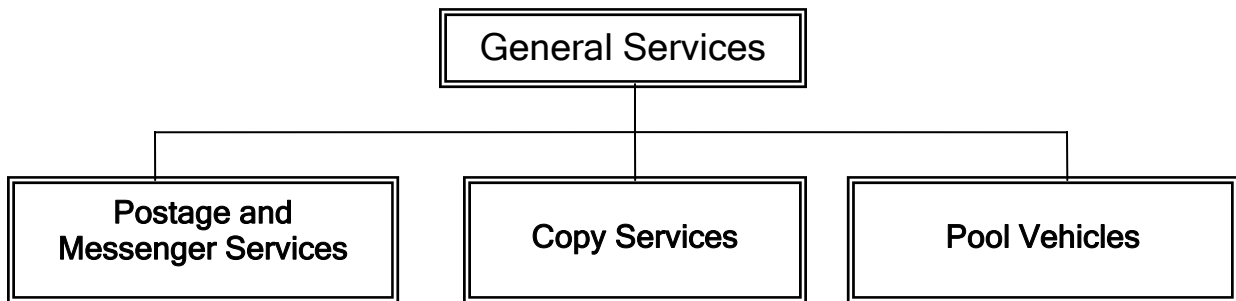 General Services
Postage and
Messenger Services
Copy Services
Pool Vehicles